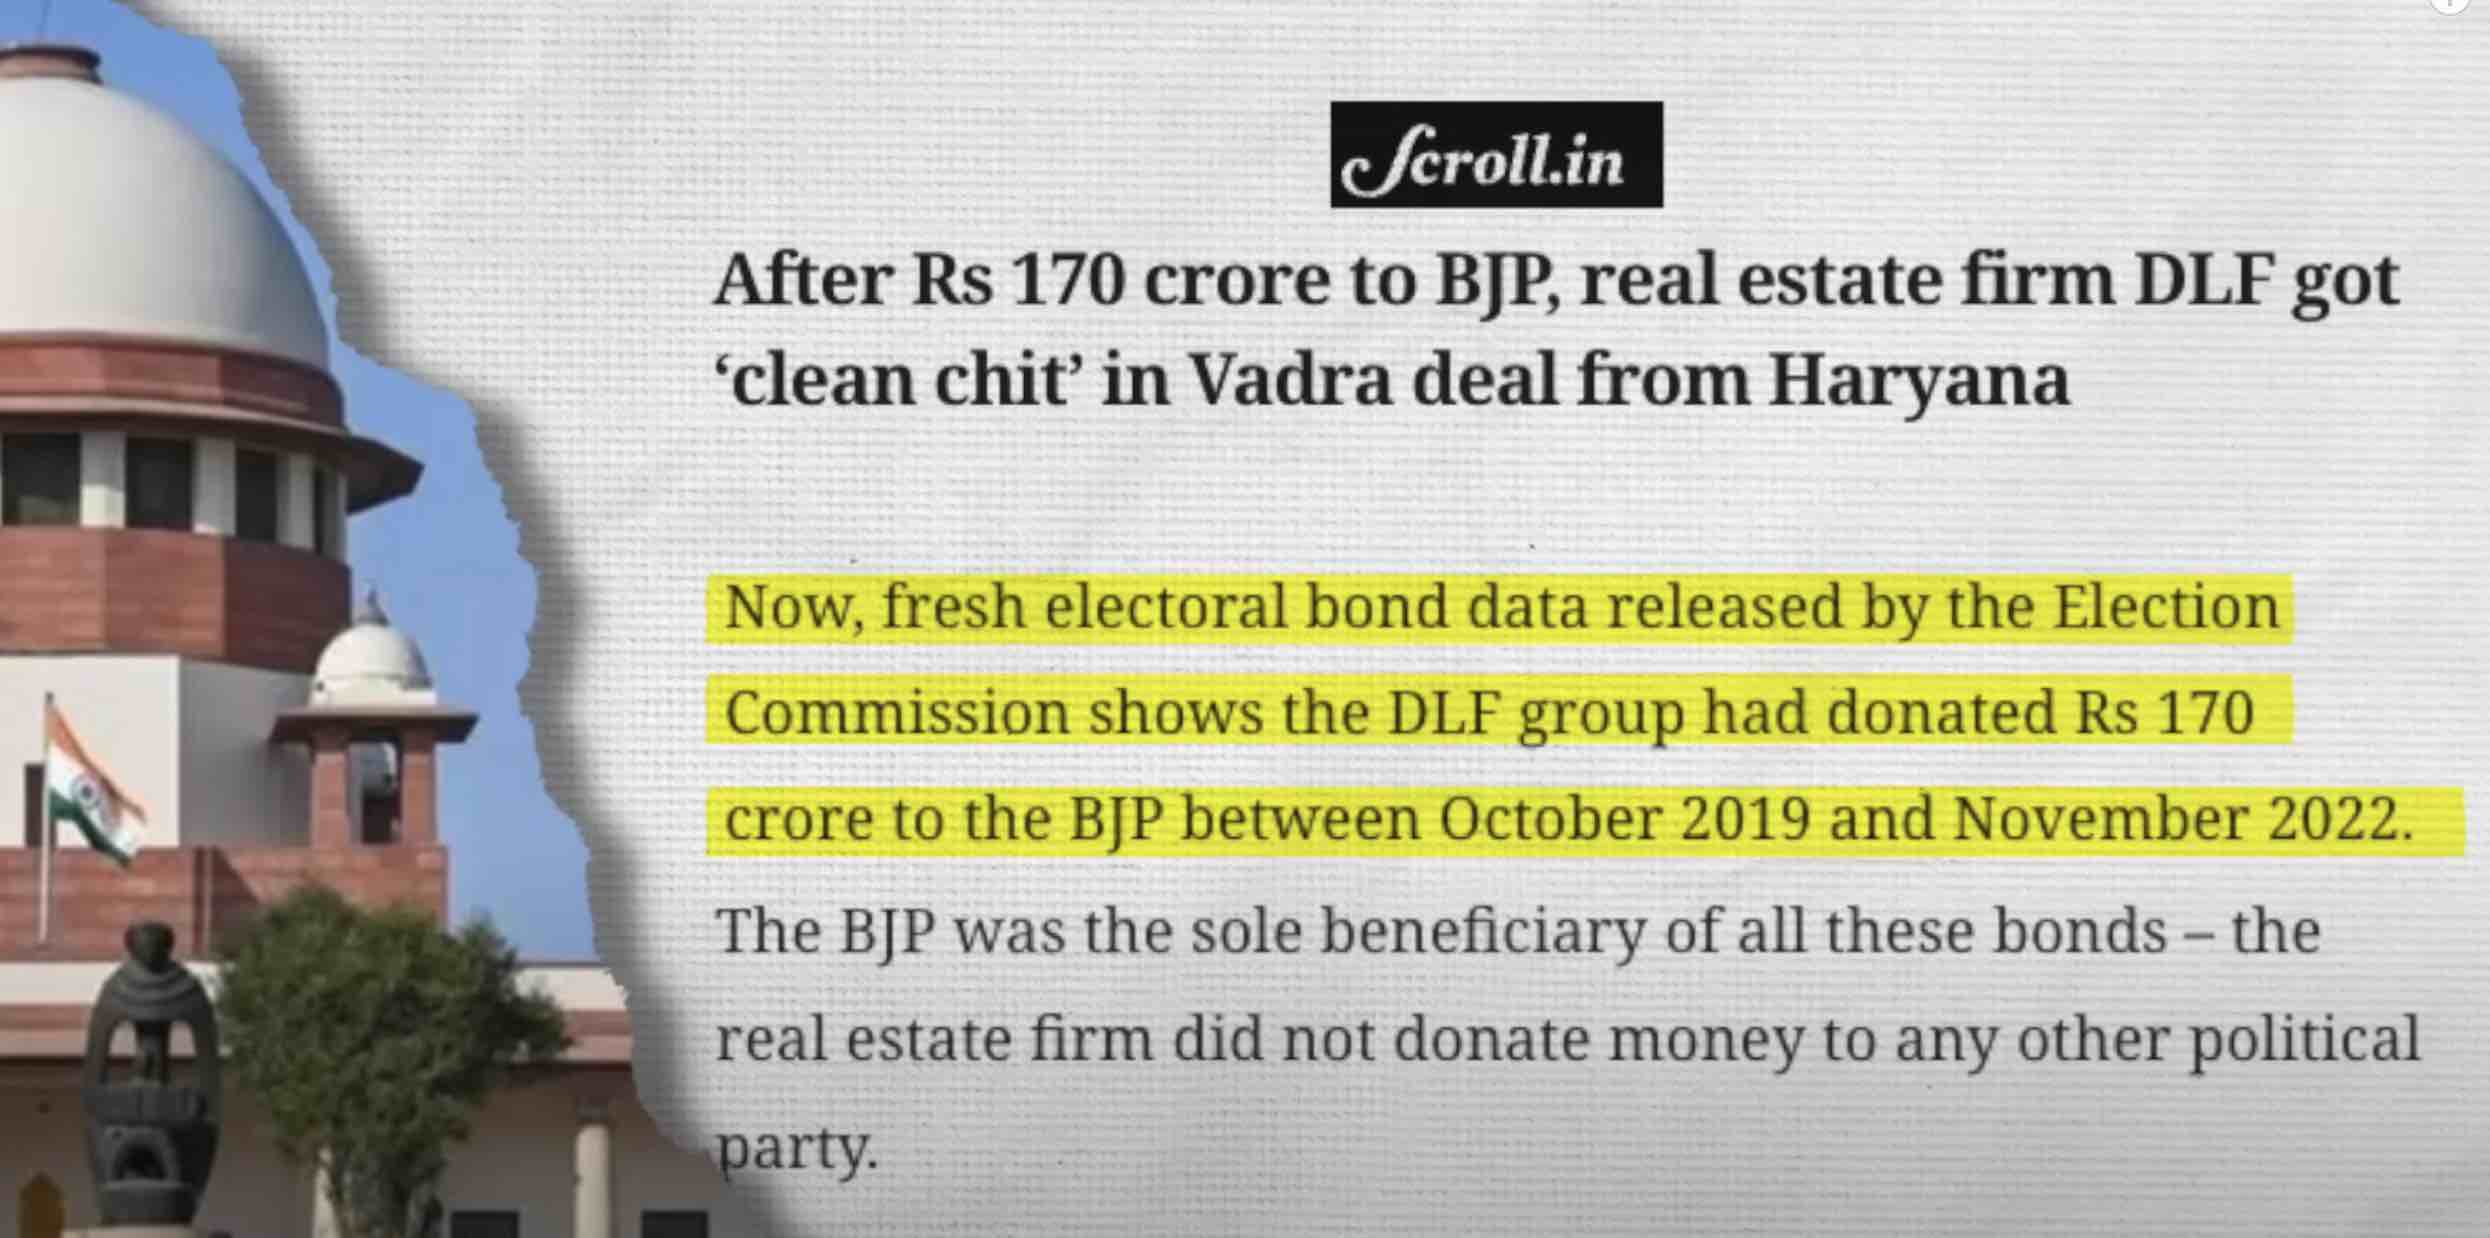 Scroll.in
After Rs 170 crore to BJP, real estate firm DLF got
‘clean chit’ in Vadra deal from Haryana
Now, fresh electoral bond data released by the Election
Commission shows the DLF group had donated Rs 170
crore to the BJP between October 2019 and November 2022.
The BJP was the sole beneficiary of all these bonds – the
real estate firm did not donate money to any other political
party.